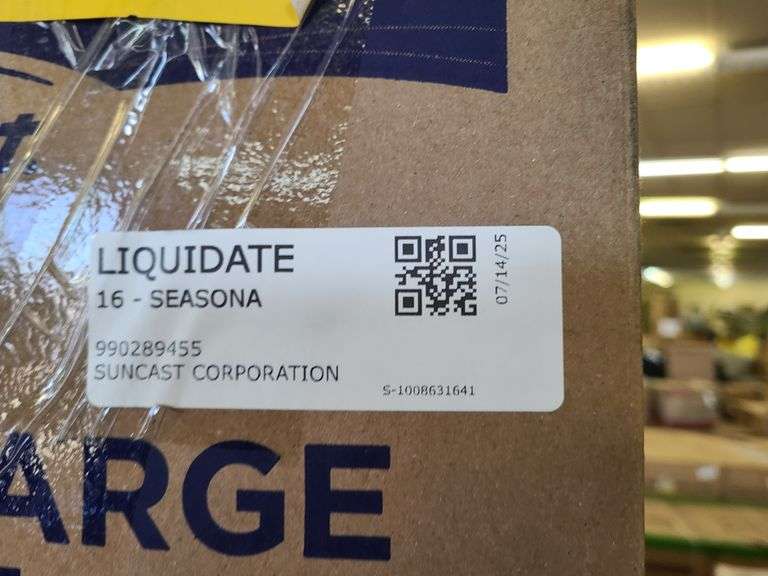 LIQUIDATE
16 - SEASONA
07/14/25
990289455
SUNCAST CORPORATION
S-1008631641
ARGE